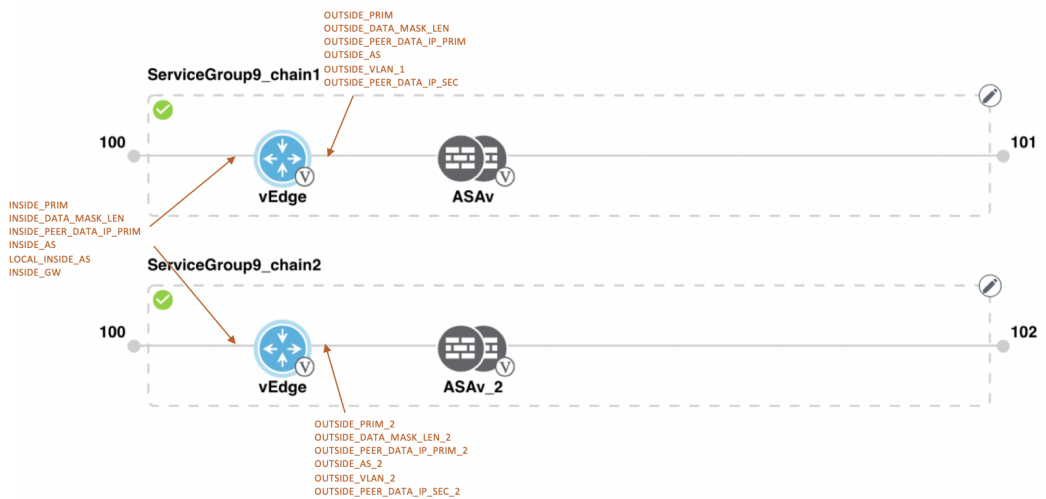 OUTSIDE_PRIM
OUTSIDE_DATA_MASK_LEN
OUTSIDE_PEER_DATA_IP_PRIM
OUTSIDE_AS
OUTSIDE_VLAN_1
OUTSIDE_PEER_DATA_IP_SEC
ServiceGroup9_chain1
100
101
V
V
vEdge
ASAv
INSIDE_PRIM
INSIDE_DATA_MASK_LEN
INSIDE_PEER_DATA_IP_PRIM
INSIDE_AS
LOCAL_INSIDE_AS
INSIDE_GW
ServiceGroup9_chain2
100
102
V
V
vEdge
ASAv_2
OUTSIDE_PRIM_2
OUTSIDE_DATA_MASK_LEN_2
OUTSIDE_PEER_DATA_IP_PRIM_2
OUTSIDE_AS_2
OUTSIDE_VLAN_2
OUTSIDE_PEER_DATA_IP_SEC_2